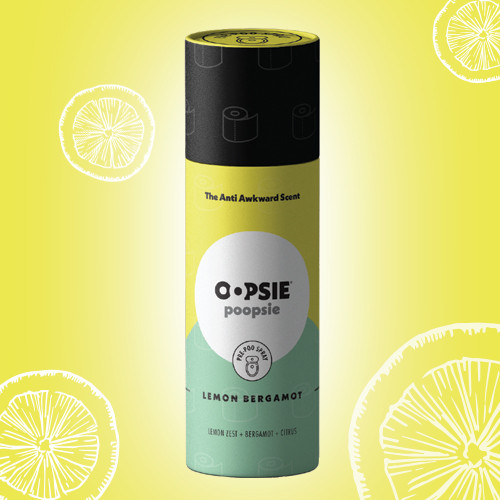 The Anti Awkward Scent
O•PSIE®
poopsie
PRE-POO SPRAY
LEMON BERGAMOT
LEMON ZEST + BERGAMOT + CITRUS